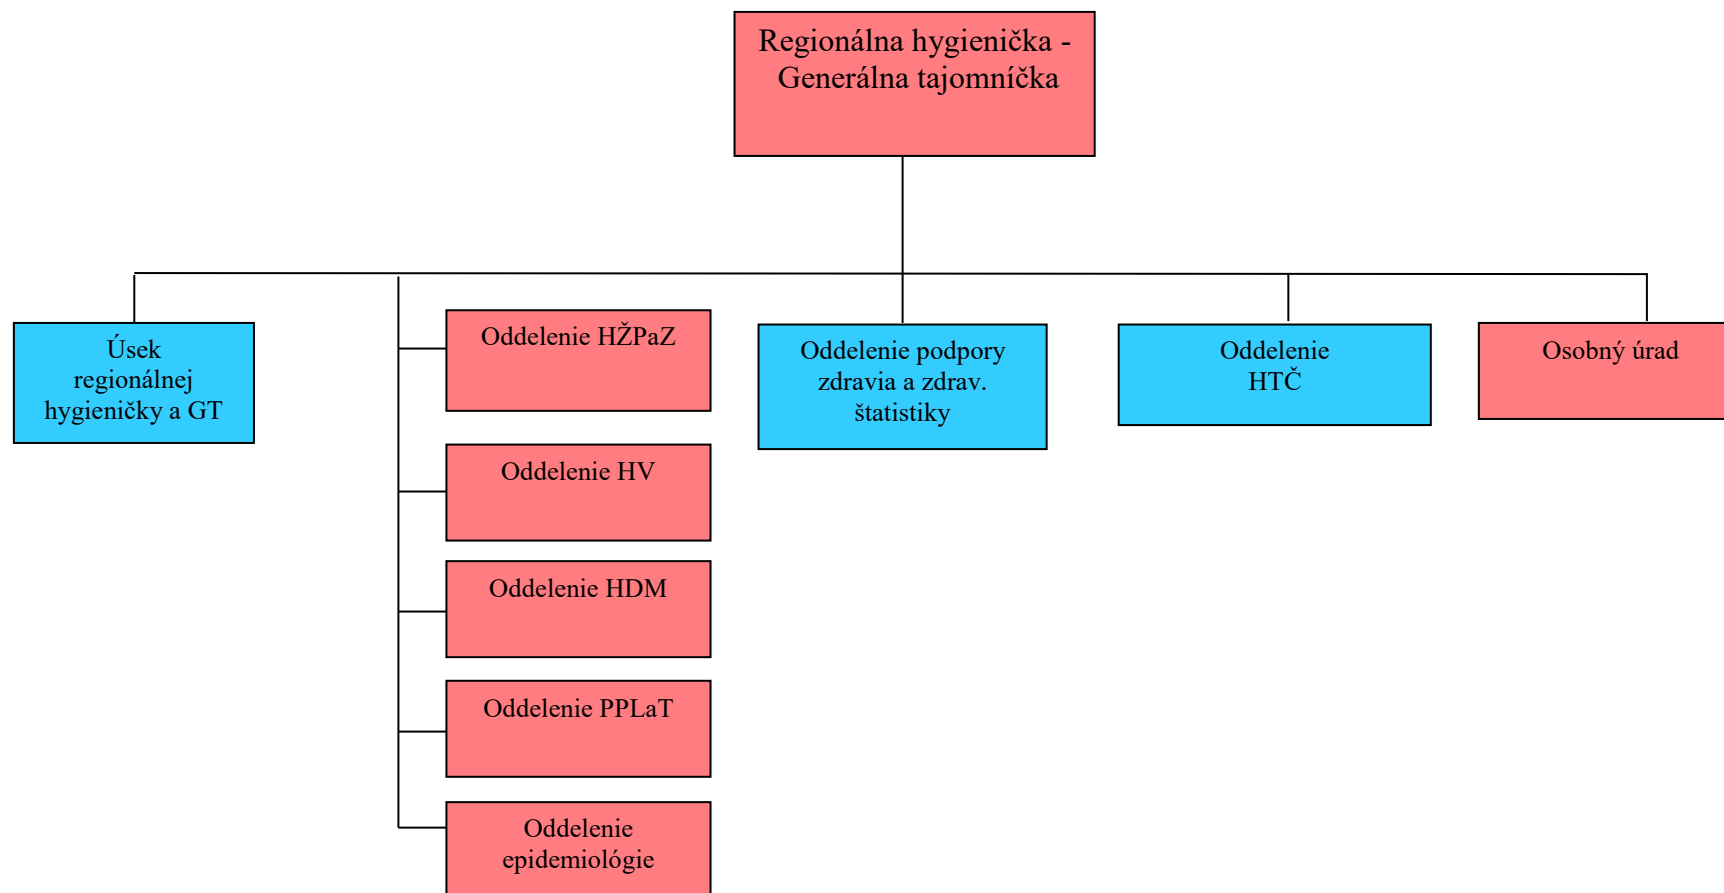 Regionálna hygienička -
Generálna tajomníčka
Úsek
regionálnej
hygieničky a GT
Oddelenie HŽPaZ
Oddelenie HV
Oddelenie HDM
Oddelenie PPLaT
Oddelenie
epidemiológie
Oddelenie podpory
zdravia a zdrav.
štatistiky
Oddelenie
HTČ
Osobný úrad